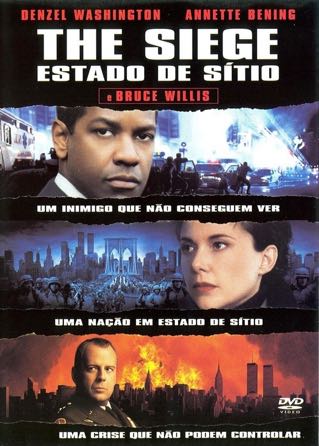 DENZEL WASHINGTON ANNETTE BENING
THE SIEGE
ESTADO DE SÍTIO
e BRUCE WILLIS
UM INIMIGO QUE NÃO CONSEGUEM VER
UMA NAÇÃO EM ESTADO DE SÍTIO
DVD
VIDEO
UMA CRISE QUE NÃO PODEM CONTROLAR